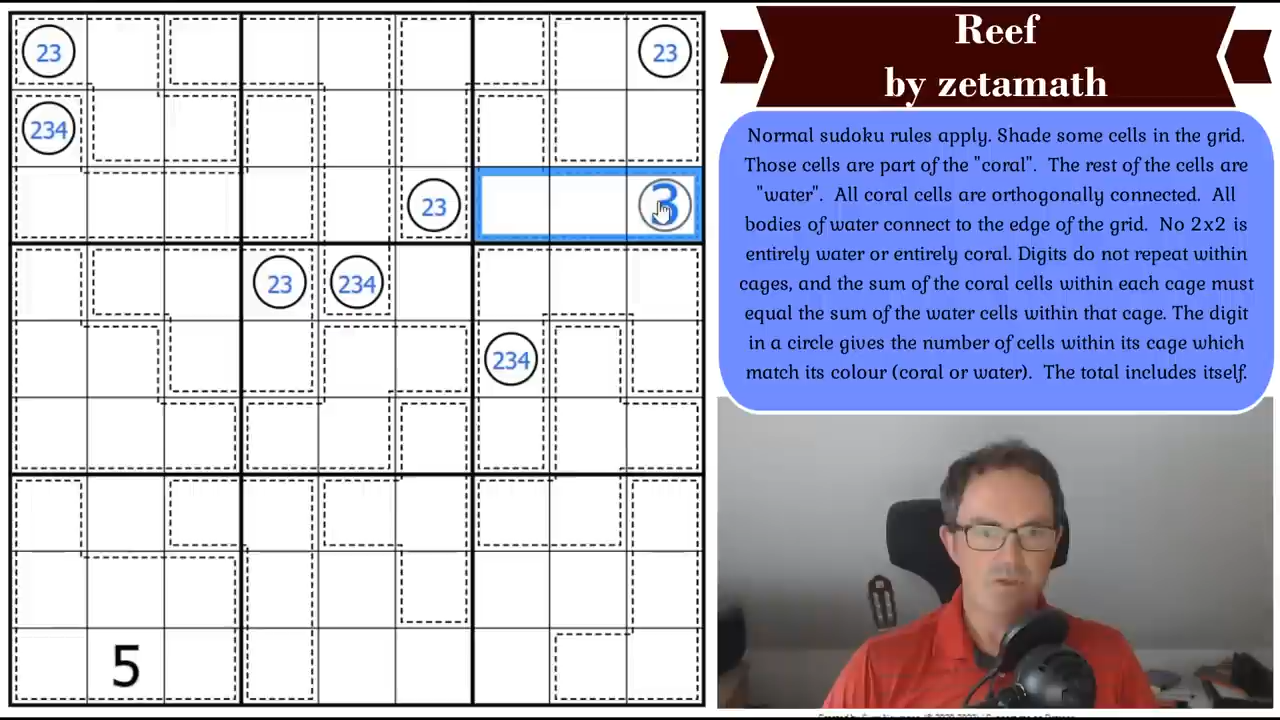 Reef
by zetamath
Normal sudoku rules apply. Shade some cells in the grid.
Those cells are part of the "coral". The rest of the cells are
"water". All coral cells are orthogonally connected. All
bodies of water connect to the edge of the grid. No 2x2 is
entirely water or entirely coral. Digits do not repeat within
cages, and the sum of the coral cells within each cage must
equal the sum of the water cells within that cage. The digit
in a circle gives the number of cells within its cage which
match its colour (coral or water). The total includes itself.
23
23
234
23
3
23
234
234
5